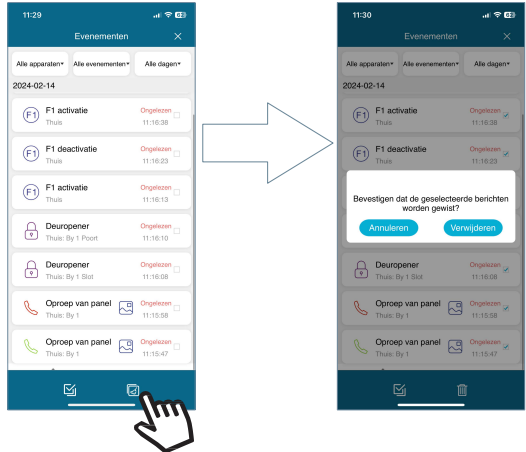 11:29
63
Evenementen
Alle apparaten
Alle evenementen
Alle dagen
2024-02-14
F1
F1 activatie
Ongelezen
Thuis
11:16:38
F1
F1 deactivatie
Ongelezen
Thuis
11:16:23
F1
F1 activatie
Ongelezen
Thuis
11:16:13
Deuropener
Ongelezen
Thuis: By 1 Poort
11:16:10
Deuropener
Ongelezen
Thuis: By 1 Slot
11:16:08
Oproep van panel
Ongelezen
Thuis: By 1
11:15:58
Oproep van panel
Ongelezen
Thuis: By 1
11:15:47
11:30
63
Evenementen
Alle apparaten
Alle evenementen
Alle dagen
2024-02-14
F1
F1 activatie
Ongelezen
Thuis
11:16:38
F1
F1 deactivatie
Ongelezen
Thuis
11:16:23
Bevestigen dat de geselecteerde berichten
worden gewist?
Annuleren
Verwijderen
Deuropener
Ongelezen
Thuis: By 1 Slot
11:16:08
Oproep van panel
Ongelezen
Thuis: By 1
11:15:58
Oproep van panel
Ongelezen
Thuis: By 1
11:15:47